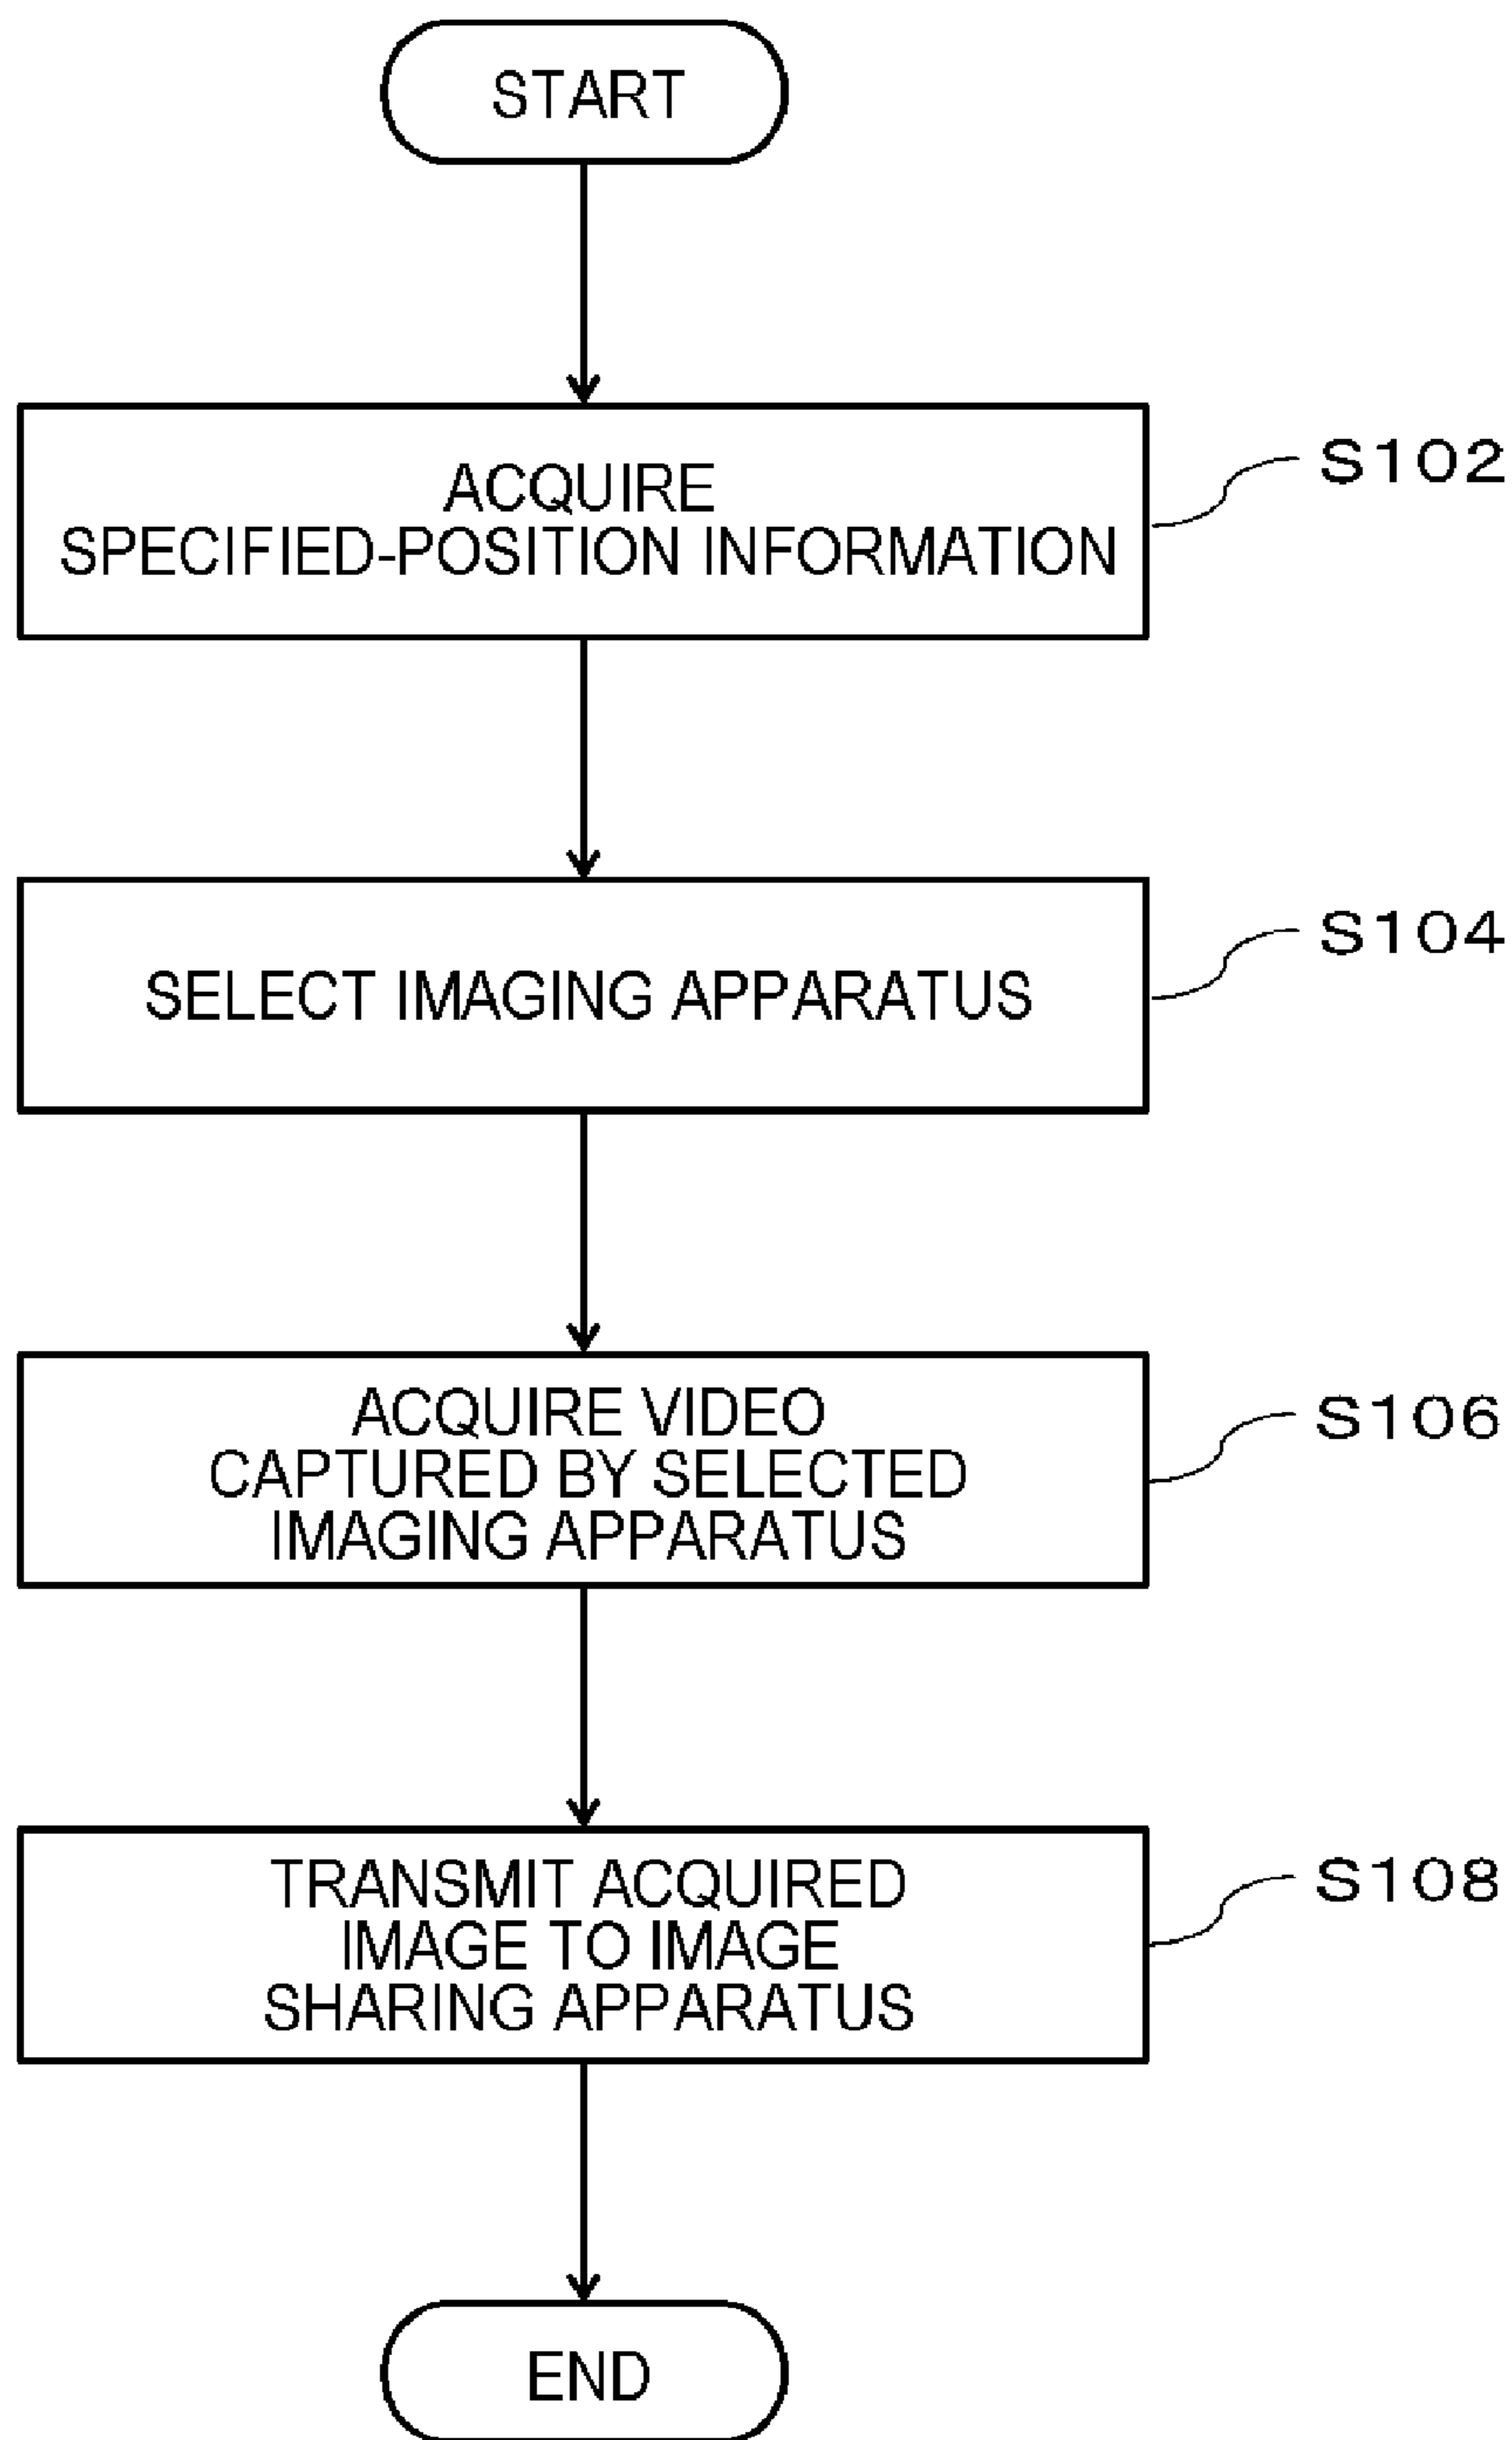 START
ACQUIRE
SPECIFIED-POSITION INFORMATION
S102
SELECT IMAGING APPARATUS
S104
ACQUIRE VIDEO
CAPTURED BY SELECTED
IMAGING APPARATUS
S106
TRANSMIT ACQUIRED
IMAGE TO IMAGE
SHARING APPARATUS
S108
END